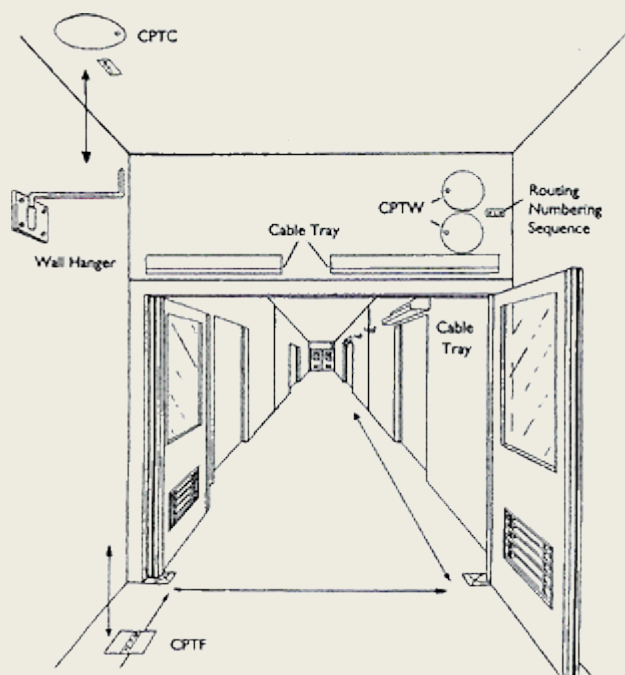 CPTC
Routing
Numbering
Sequence
CPTW
Cable Tray
Wall Hanger
Cable
Tray
CPTF